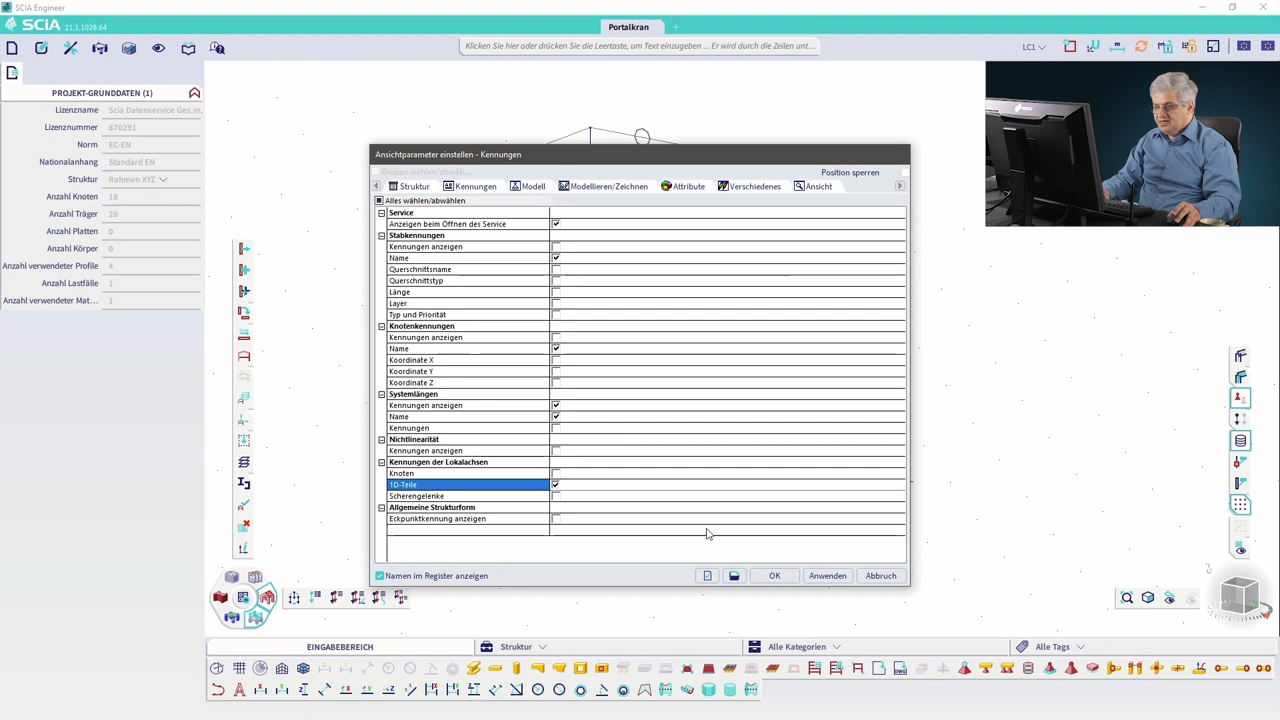 SCIA Engineer
SCIA 21.1.1028.64
Portalkran
Klicken Sie hier oder drücken Sie die Leertaste, um Text einzugeben ... Er wird durch die Zeilen unt...
LC1
PROJEKT-GRUNDDATEN (1)
Lizenzname Scia Datenservice Ges.m.
Lizenznummer 670291
Norm EC-EN
Nationalanhang Standard EN
Struktur Rahmen XYZ
Anzahl Knoten 18
Anzahl Träger 20
Anzahl Platten 0
Anzahl Körper 0
Anzahl verwendeter Profile 4
Anzahl Lastfälle 1
Anzahl verwendeter Mat... 1
Ansichtparameter einstellen - Kennungen
Gruppe wählen/abwäh...
Position sperren
Struktur Kennungen Modell Modellieren/Zeichnen Attribute Verschiedenes Ansicht
Alles wählen/abwählen
Service
Anzeigen beim Öffnen des Service
Stabkennungen
Kennungen anzeigen
Name
Querschnittsname
Querschnittstyp
Länge
Layer
Typ und Priorität
Knotenkennungen
Kennungen anzeigen
Name
Koordinate X
Koordinate Y
Koordinate Z
Systemlängen
Kennungen anzeigen
Name
Kennungen
Nichtlinearität
Kennungen anzeigen
Kennungen der Lokalachsen
Knoten
1D-Teile
Scherengelenke
Allgemeine Strukturform
Eckpunktkennung anzeigen
Namen im Register anzeigen
OK Anwenden Abbruch
EINGABEBEREICH Struktur Alle Kategorien Alle Tags